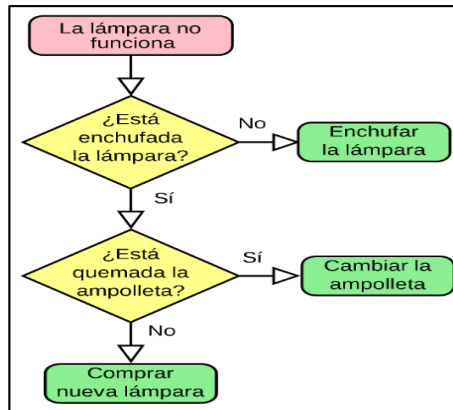 La lámpara no
funciona
¿Está
enchufada
la lámpara?
No
Enchufar
la lámpara
Sí
¿Está
quemada la
ampolleta?
Sí
Cambiar la
ampolleta
No
Comprar
nueva lámpara